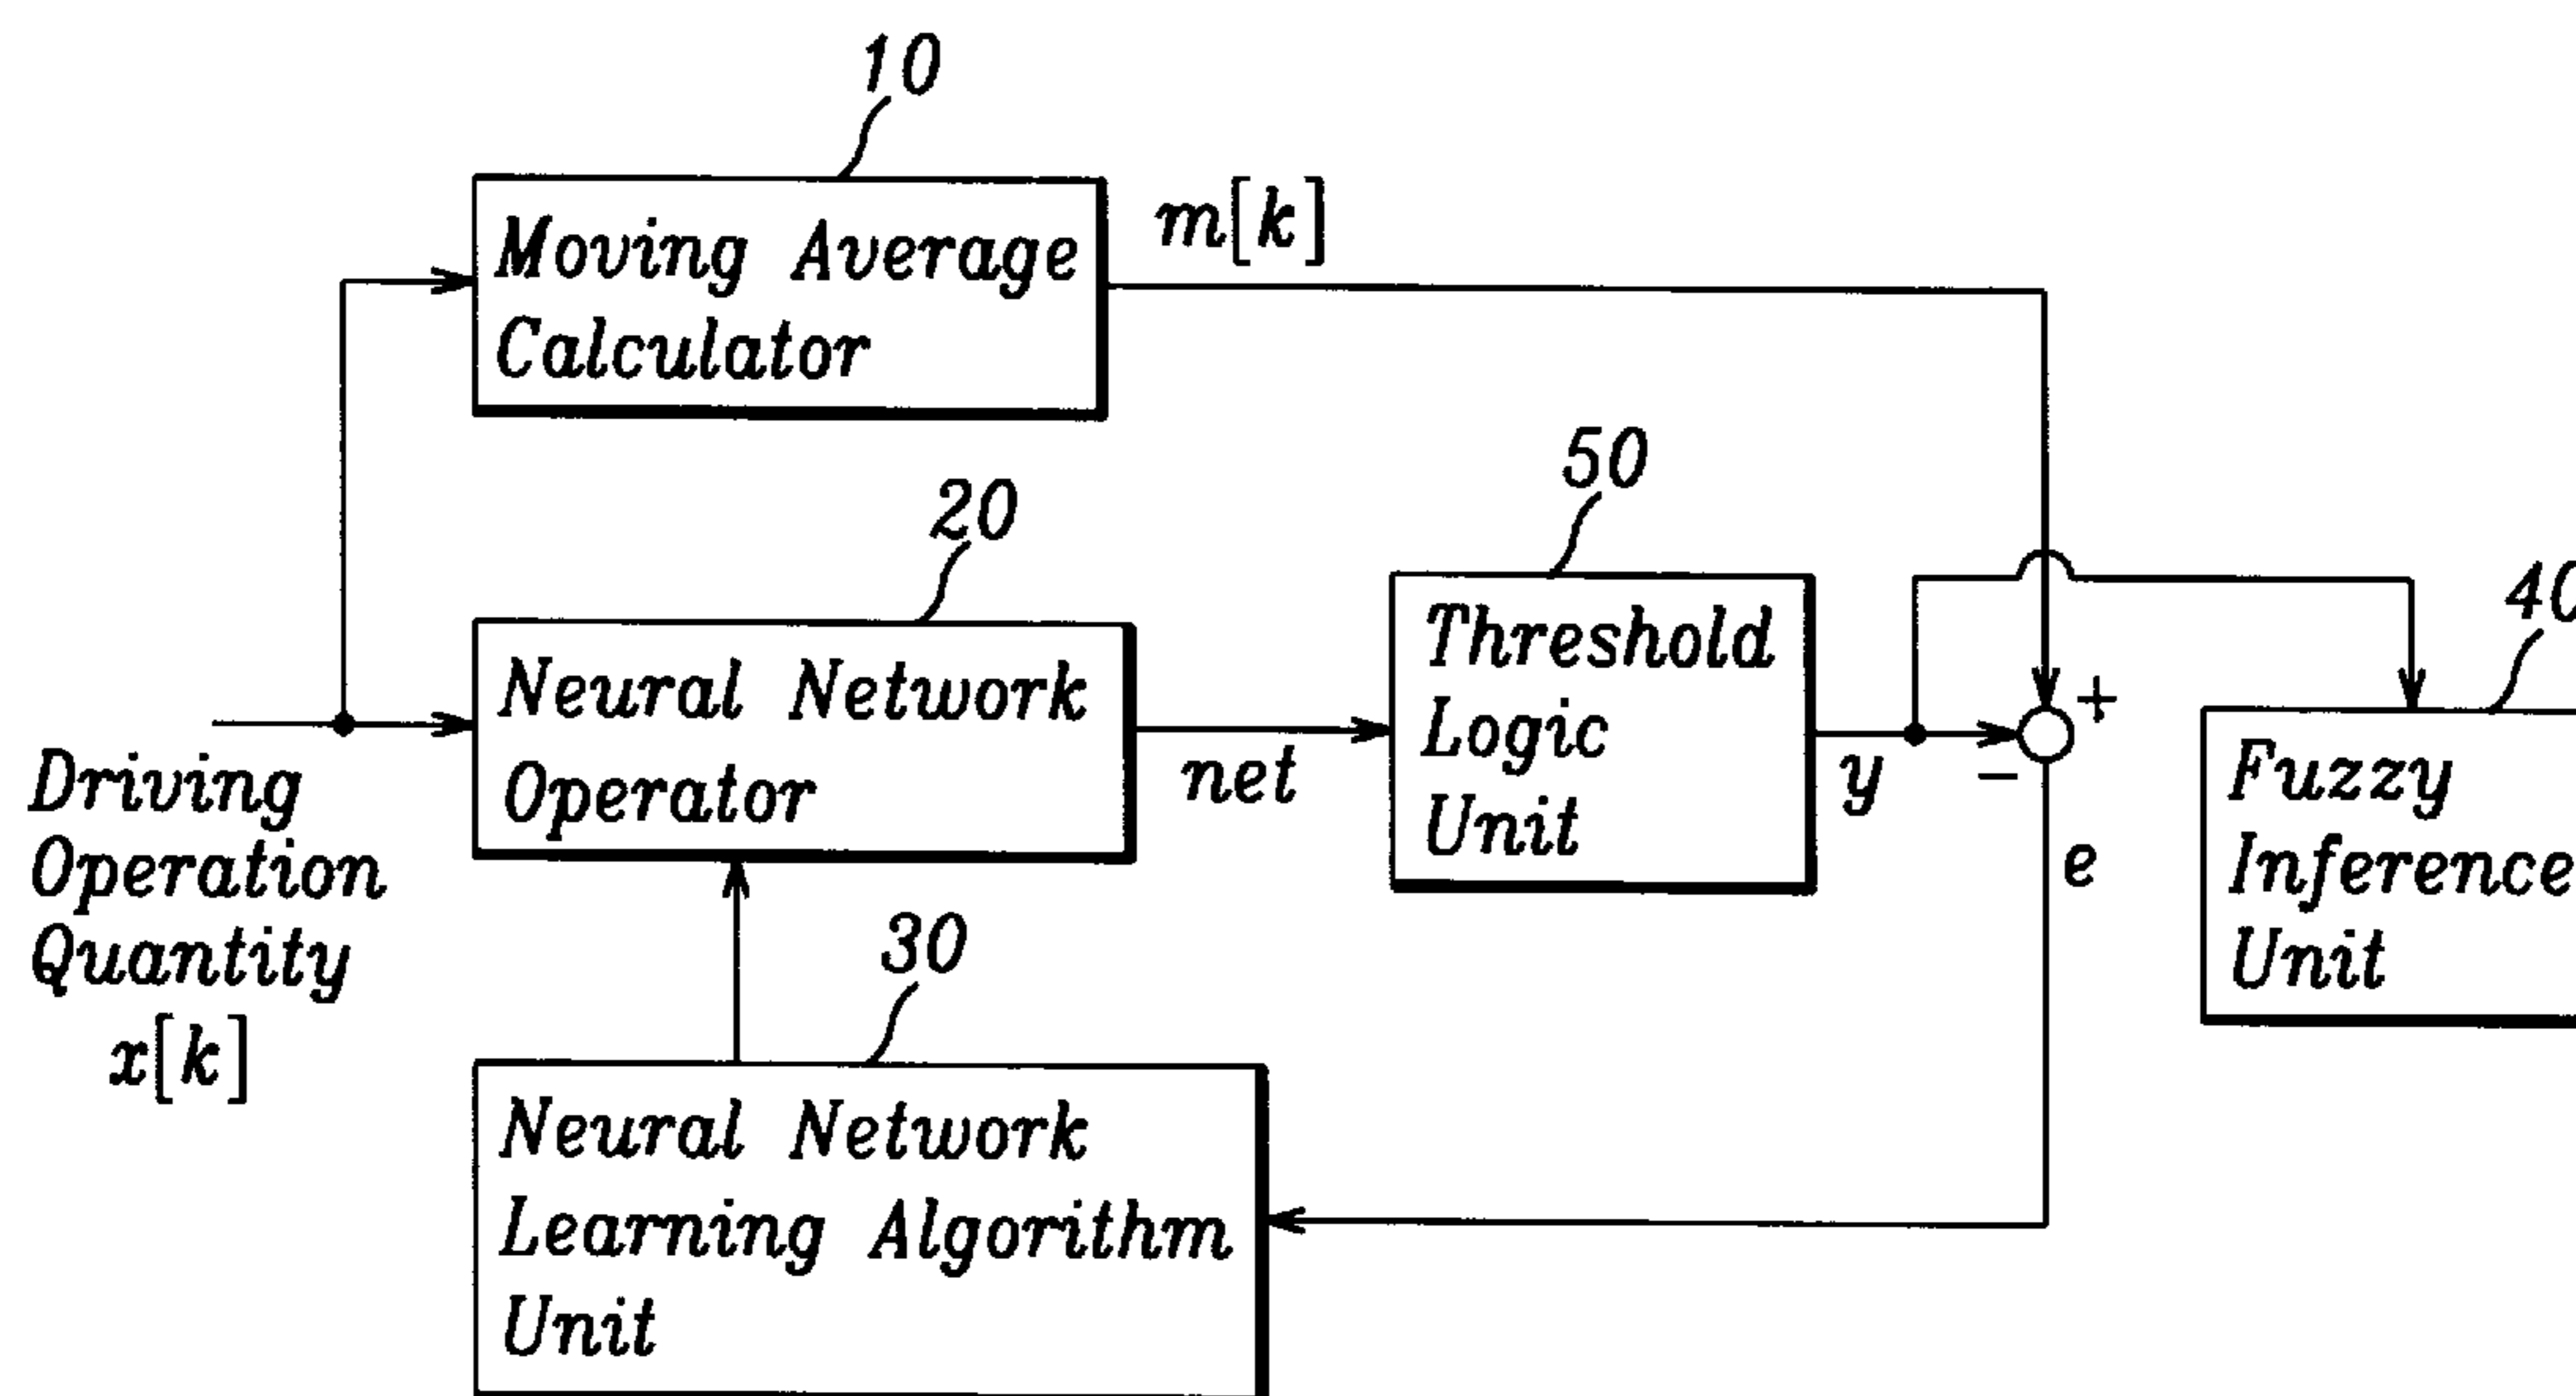 10
Moving Average
Calculator
m[k]
20
Neural Network
Operator
net
50
Threshold
Logic
Unit
y
+
−
e
40
Fuzzy
Inference
Unit
Driving
Operation
Quantity
x[k]
30
Neural Network
Learning Algorithm
Unit